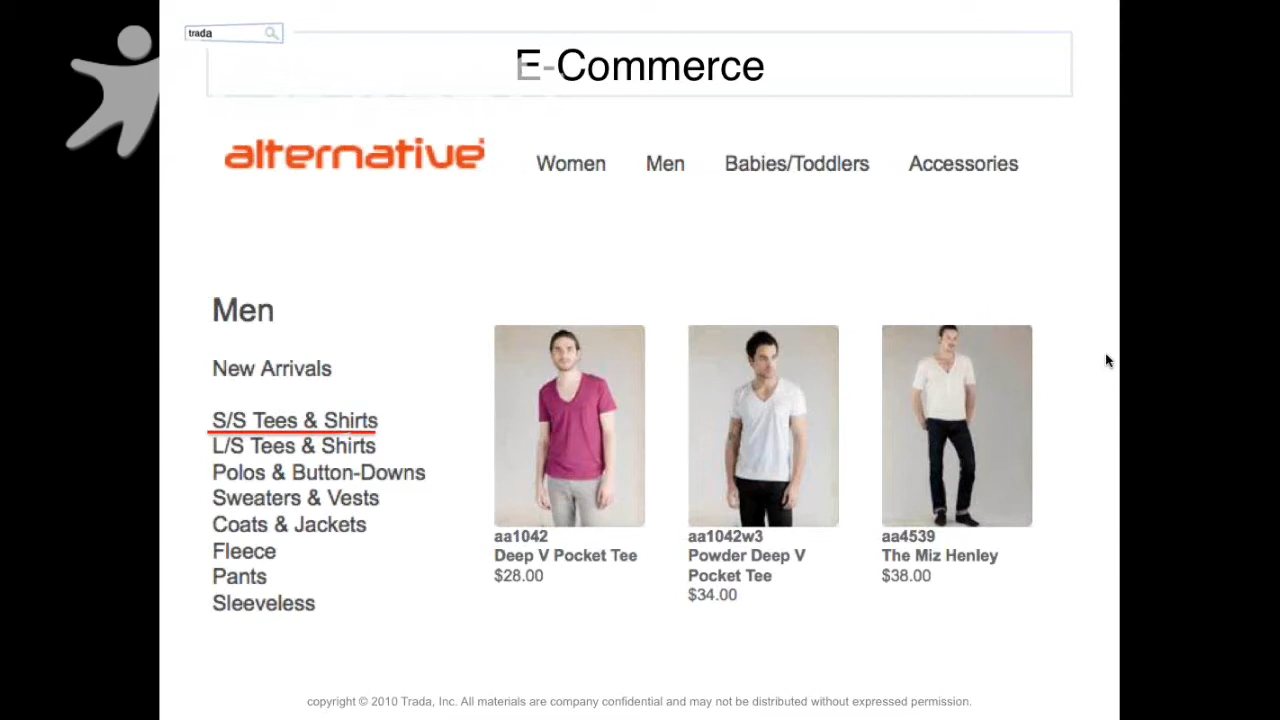 trada
E-Commerce
alternative
Women Men Babies/Toddlers Accessories
Men
New Arrivals
S/S Tees & Shirts
L/S Tees & Shirts
Polos & Button-Downs
Sweaters & Vests
Coats & Jackets
Fleece
Pants
Sleeveless
aa1042
Deep V Pocket Tee
$28.00
aa1042w3
Powder Deep V
Pocket Tee
$34.00
aa4539
The Miz Henley
$38.00
copyright © 2010 Trada, Inc. All materials are company confidential and may not be distributed without expressed permission.